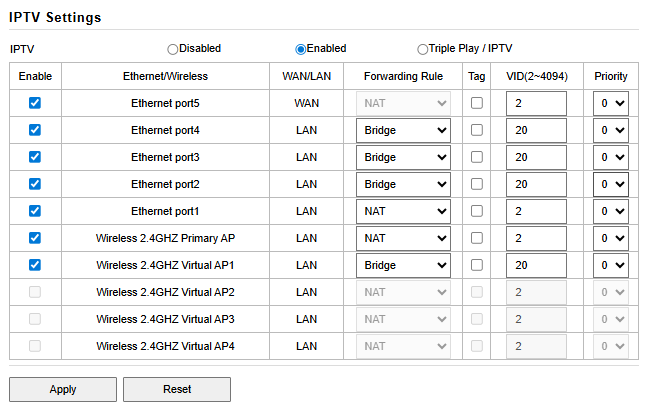 IPTV Settings
IPTV Disabled Enabled Triple Play / IPTV
Enable Ethernet/Wireless WAN/LAN Forwarding Rule Tag VID(2~4094) Priority
Ethernet port5 WAN NAT 2 0
Ethernet port4 LAN Bridge 20 0
Ethernet port3 LAN Bridge 20 0
Ethernet port2 LAN Bridge 20 0
Ethernet port1 LAN NAT 2 0
Wireless 2.4GHZ Primary AP LAN NAT 2 0
Wireless 2.4GHZ Virtual AP1 LAN Bridge 20 0
Wireless 2.4GHZ Virtual AP2 LAN NAT 2 0
Wireless 2.4GHZ Virtual AP3 LAN NAT 2 0
Wireless 2.4GHZ Virtual AP4 LAN NAT 2 0
Apply Reset